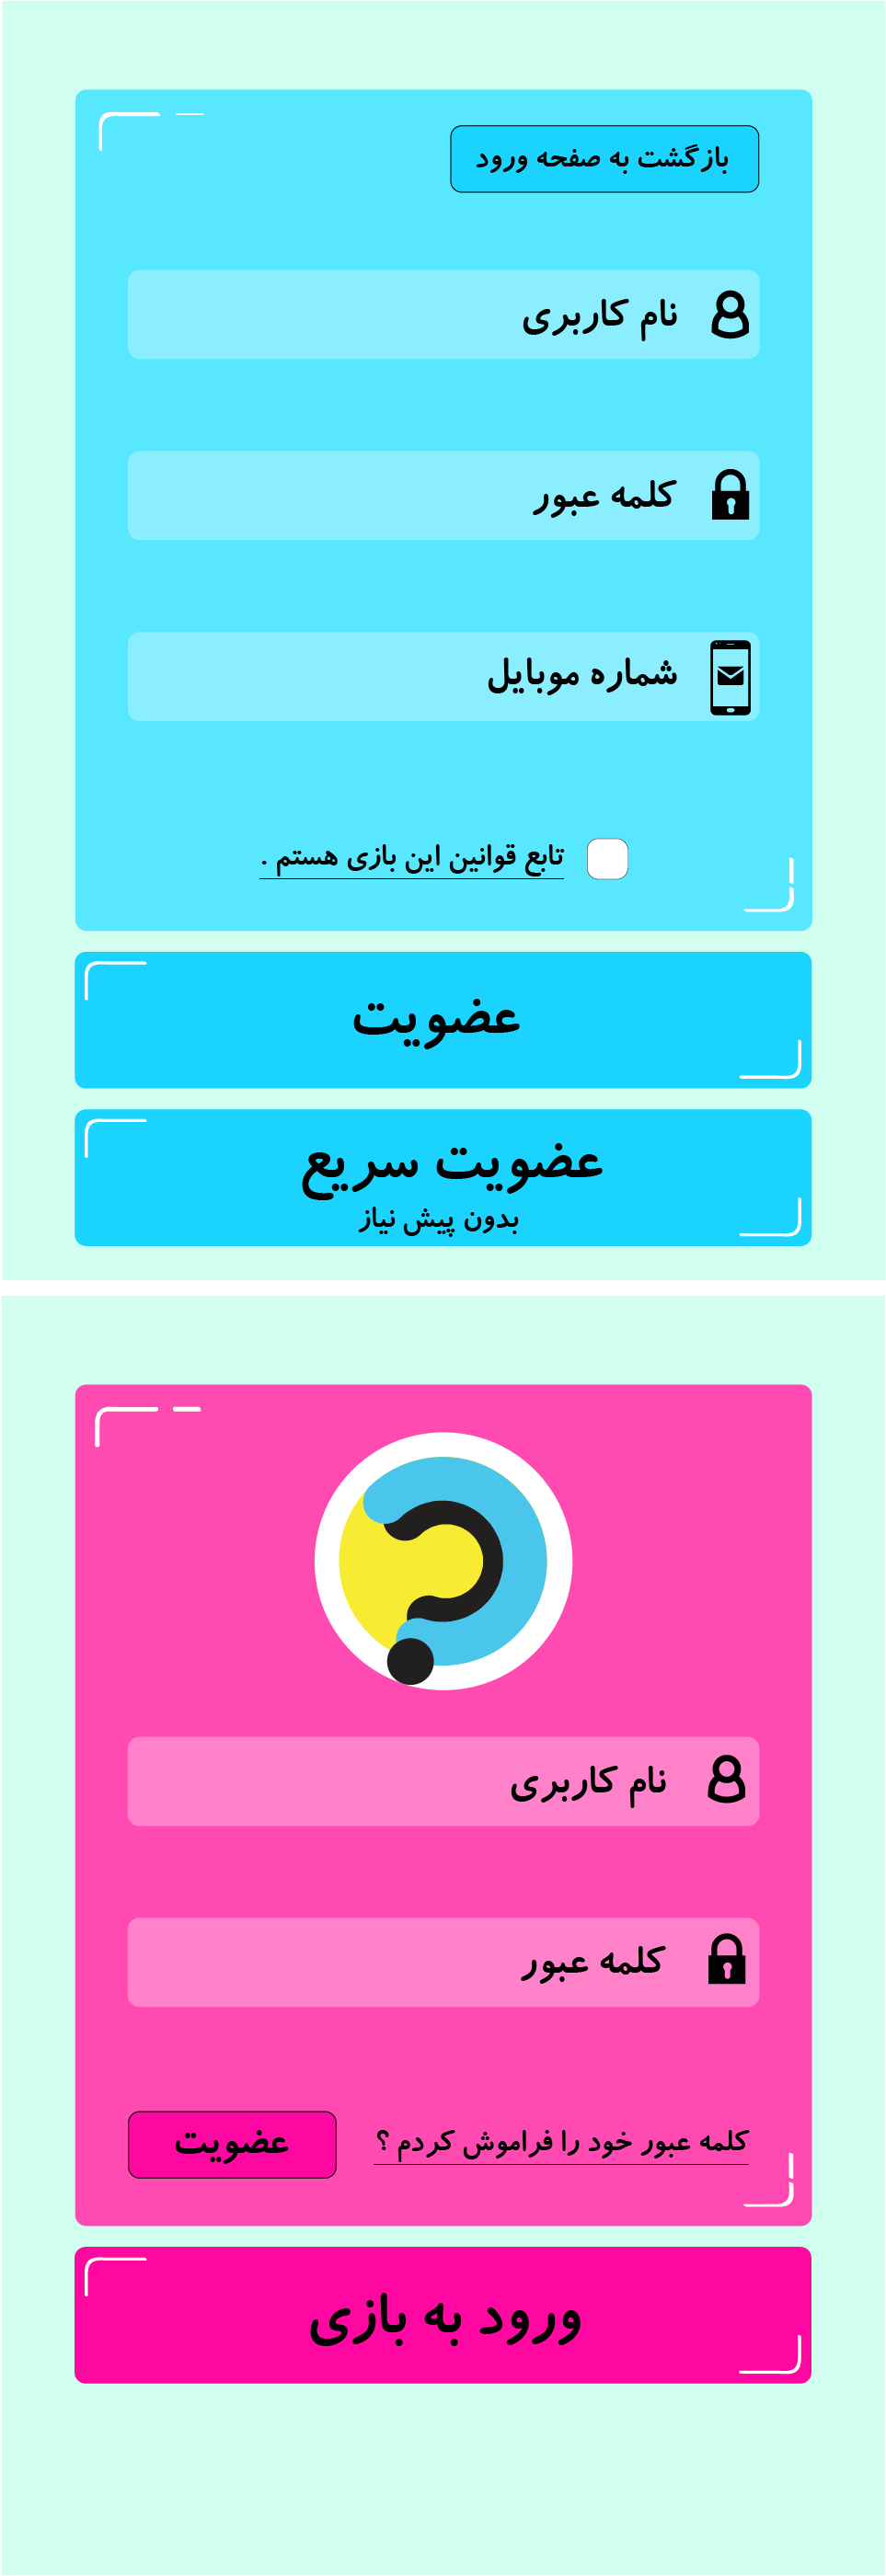 بازگشت به صفحه ورود
نام کاربری
کلمه عبور
شماره موبایل
تابع قوانین این بازی هستم .
عضویت
عضویت سریع
بدون پیش نیاز
نام کاربری
کلمه عبور
کلمه عبور خود را فراموش کردم ؟
عضویت
ورود به بازی